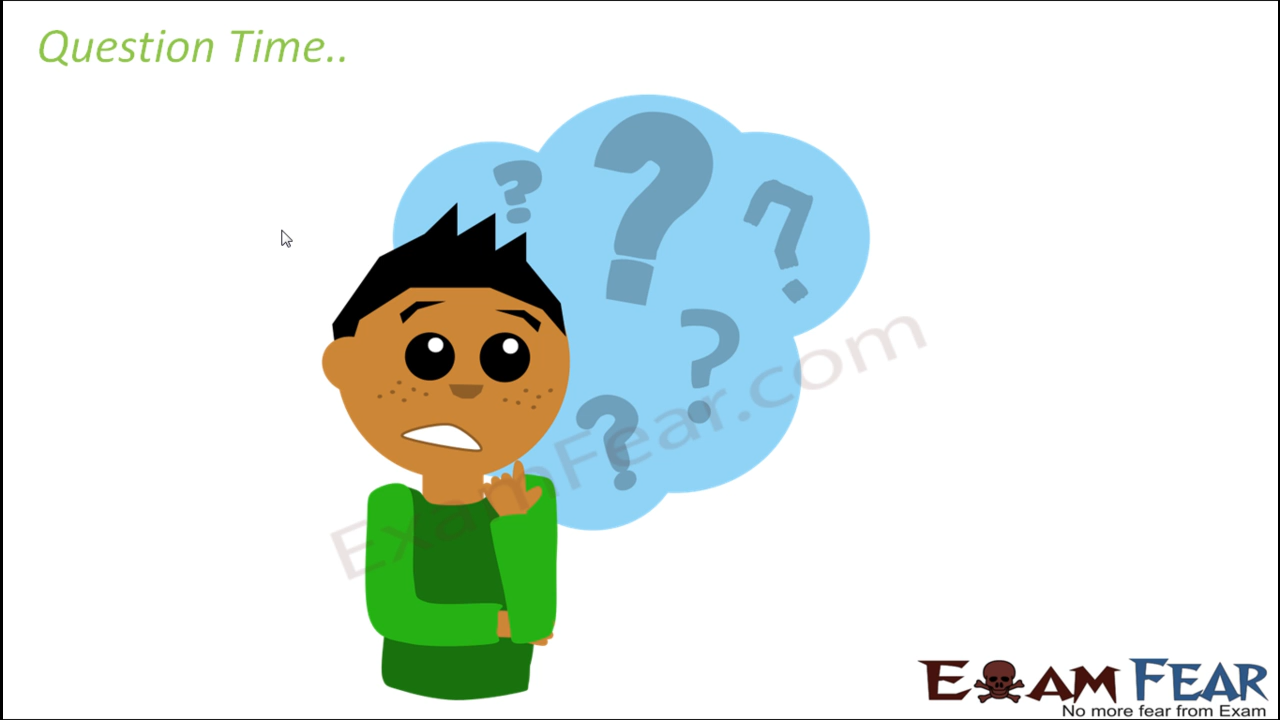 Question Time..
? ? ?
?
?
ExamFear.com
EXAM FEAR
No more fear from Exam